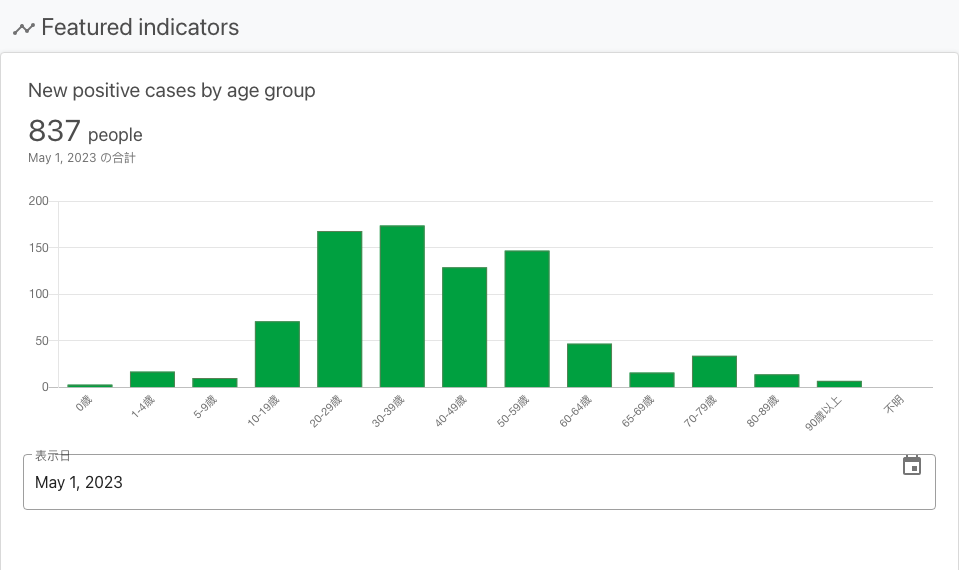 Featured indicators
New positive cases by age group
837 people
May 1, 2023 の合計
200
150
100
50
0
0歳
1-4歳
5-9歳
10-19歳
20-29歳
30-39歳
40-49歳
50-59歳
60-64歳
65-69歳
70-79歳
80-89歳
90歳以上
不明
表示日
May 1, 2023